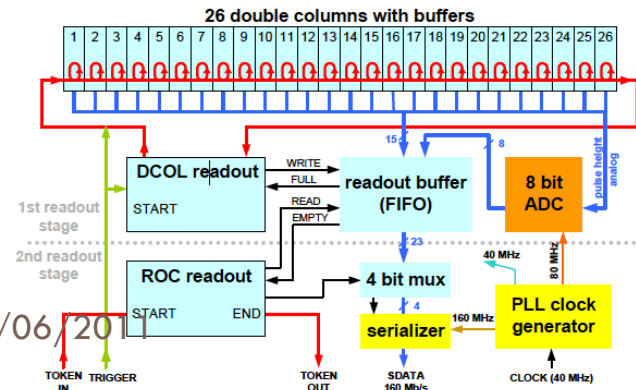 26 double columns with buffers
1 2 3 4 5 6 7 8 9 10 11 12 13 14 15 16 17 18 19 20 21 22 23 24 25 26
15
8
pulse height
analog
DCOL readout
START
WRITE
FULL
READ
EMPTY
readout buffer
(FIFO)
8 bit
ADC
1st readout
stage
2nd readout
stage
23
40 MHz
80 MHz
ROC readout
START END
4 bit mux
4
serializer
160 MHz
PLL clock
generator
/06/2011
TOKEN
IN
TRIGGER
TOKEN
OUT
SDATA
160 Mb/s
CLOCK (40 MHz)